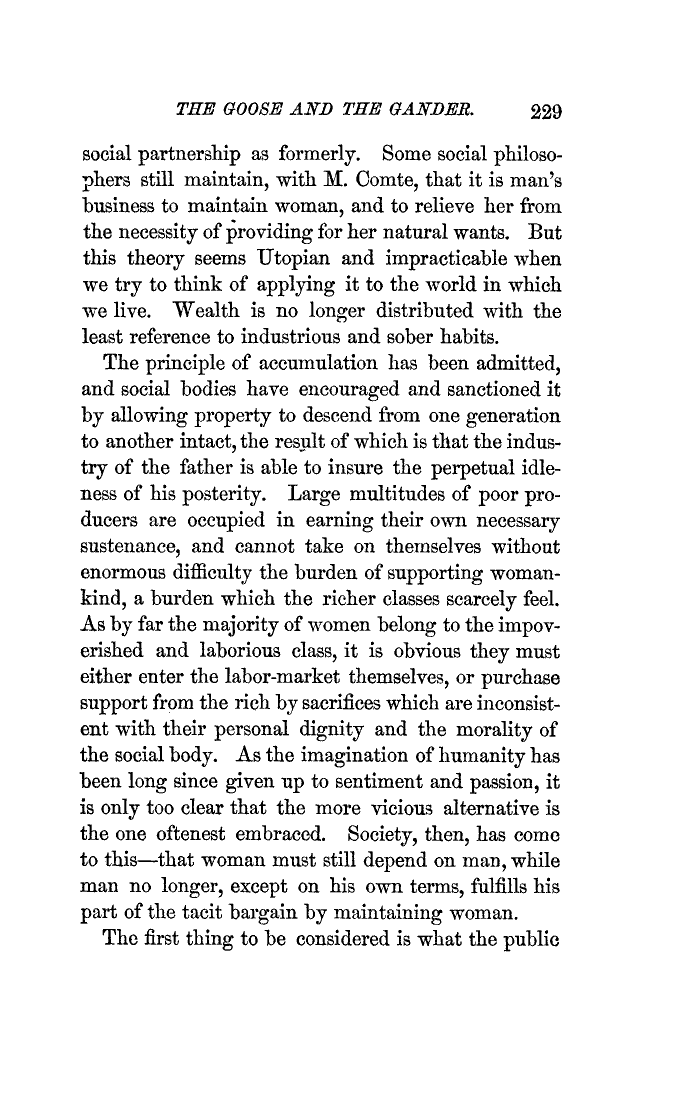 THE GOOSE AND THE GANDER. 229
social partnership as formerly. Some social philoso-
phers still maintain, with M. Comte, that it is man's
business to maintain woman, and to relieve her from
the necessity of providing for her natural wants. But
this theory seems Utopian and impracticable when
we try to think of applying it to the world in which
we live. Wealth is no longer distributed with the
least reference to industrious and sober habits.
The principle of accumulation has been admitted,
and social bodies have encouraged and sanctioned it
by allowing property to descend from one generation
to another intact, the result of which is that the indus-
try of the father is able to insure the perpetual idle-
ness of his posterity. Large multitudes of poor pro-
ducers are occupied in earning their own necessary
sustenance, and cannot take on themselves without
enormous difficulty the burden of supporting woman-
kind, a burden which the richer classes scarcely feel.
As by far the majority of women belong to the impov-
erished and laborious class, it is obvious they must
either enter the labor-market themselves, or purchase
support from the rich by sacrifices which are inconsist-
ent with their personal dignity and the morality of
the social body. As the imagination of humanity has
been long since given up to sentiment and passion, it
is only too clear that the more vicious alternative is
the one oftenest embraced. Society, then, has come
to this—that woman must still depend on man, while
man no longer, except on his own terms, fulfills his
part of the tacit bargain by maintaining woman.
The first thing to be considered is what the public